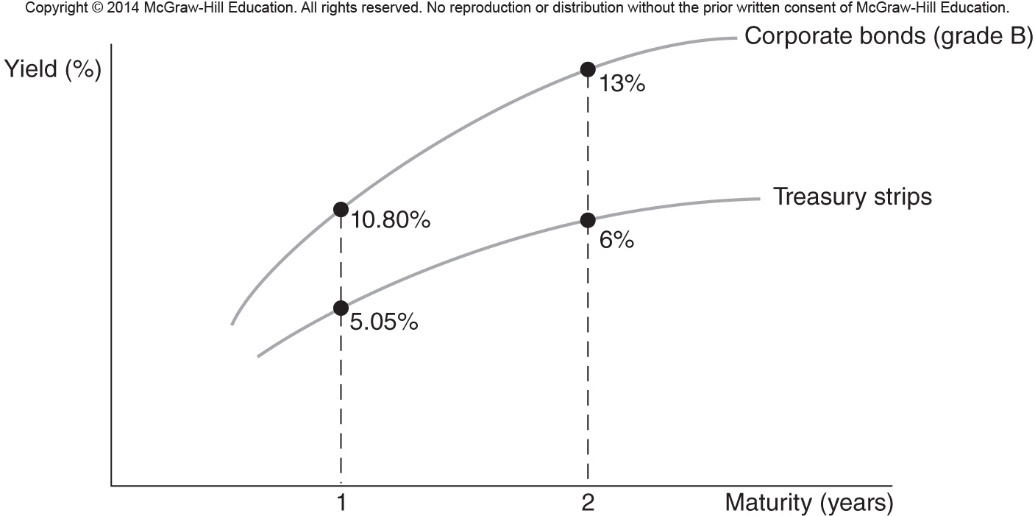 Copyright © 2014 McGraw-Hill Education. All rights reserved. No reproduction or distribution without the prior written consent of McGraw-Hill Education.
Corporate bonds (grade B)
Yield (%)
13%
Treasury strips
10.80%
6%
5.05%
1
2
Maturity (years)